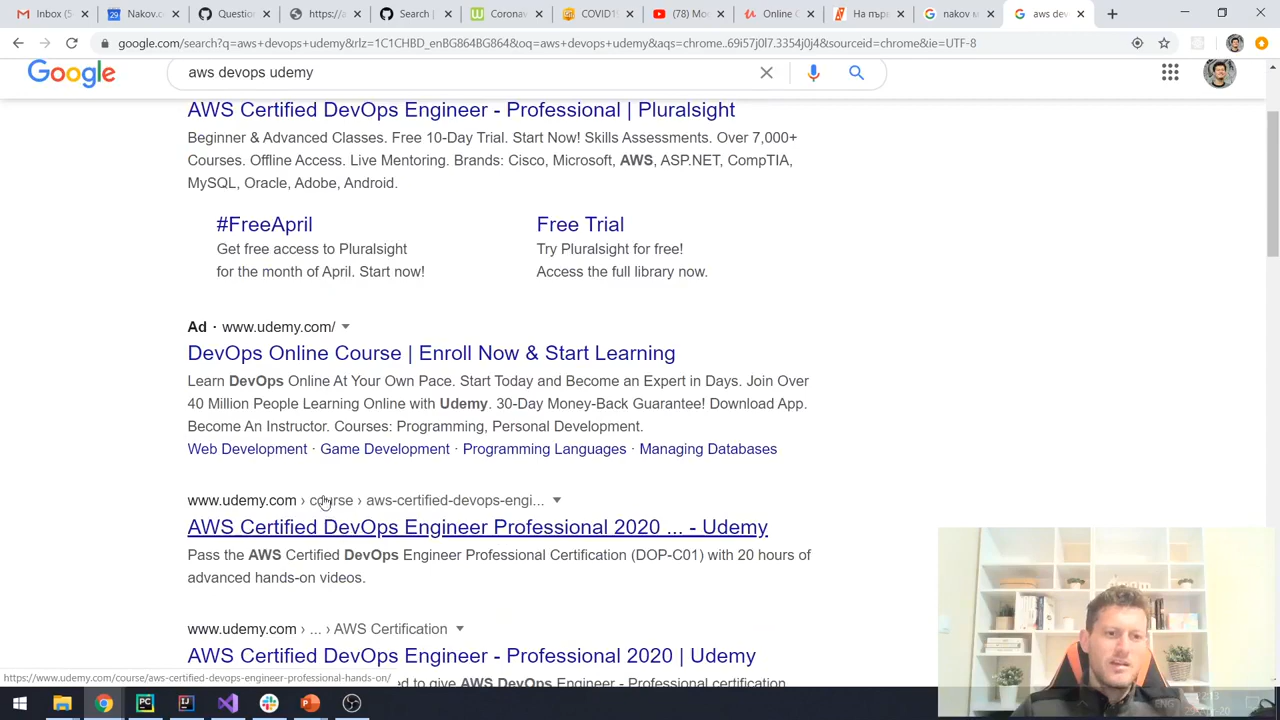 Inbox (
Nakov.c
Question
https://a
Search |
Coronav
COVID1
(78) Mo
Online C
На първ
nakov м
aws dev
google.com/search?q=aws+devops+udemy&rlz=1C1CHBD_enBG864BG864&oq=aws+devops+udemy&aqs=chrome..69i57j0l7.3354j0j4&sourceid=chrome&ie=UTF-8
Google
aws devops udemy
AWS Certified DevOps Engineer - Professional | Pluralsight
Beginner & Advanced Classes. Free 10-Day Trial. Start Now! Skills Assessments. Over 7,000+
Courses. Offline Access. Live Mentoring. Brands: Cisco, Microsoft, AWS, ASP.NET, CompTIA,
MySQL, Oracle, Adobe, Android.
#FreeApril
Get free access to Pluralsight
for the month of April. Start now!
Free Trial
Try Pluralsight for free!
Access the full library now.
Ad · www.udemy.com/
DevOps Online Course | Enroll Now & Start Learning
Learn DevOps Online At Your Own Pace. Start Today and Become an Expert in Days. Join Over
40 Million People Learning Online with Udemy. 30-Day Money-Back Guarantee! Download App.
Become An Instructor. Courses: Programming, Personal Development.
Web Development · Game Development · Programming Languages · Managing Databases
www.udemy.com › course › aws-certified-devops-engi...
AWS Certified DevOps Engineer Professional 2020 ... - Udemy
Pass the AWS Certified DevOps Engineer Professional Certification (DOP-C01) with 20 hours of
advanced hands-on videos.
www.udemy.com › ... › AWS Certification
AWS Certified DevOps Engineer - Professional 2020 | Udemy
https://www.udemy.com/course/aws-certified-devops-engineer-professional-hands-on/
ed to give AWS DevOps Engineer - Professional certification
ENG